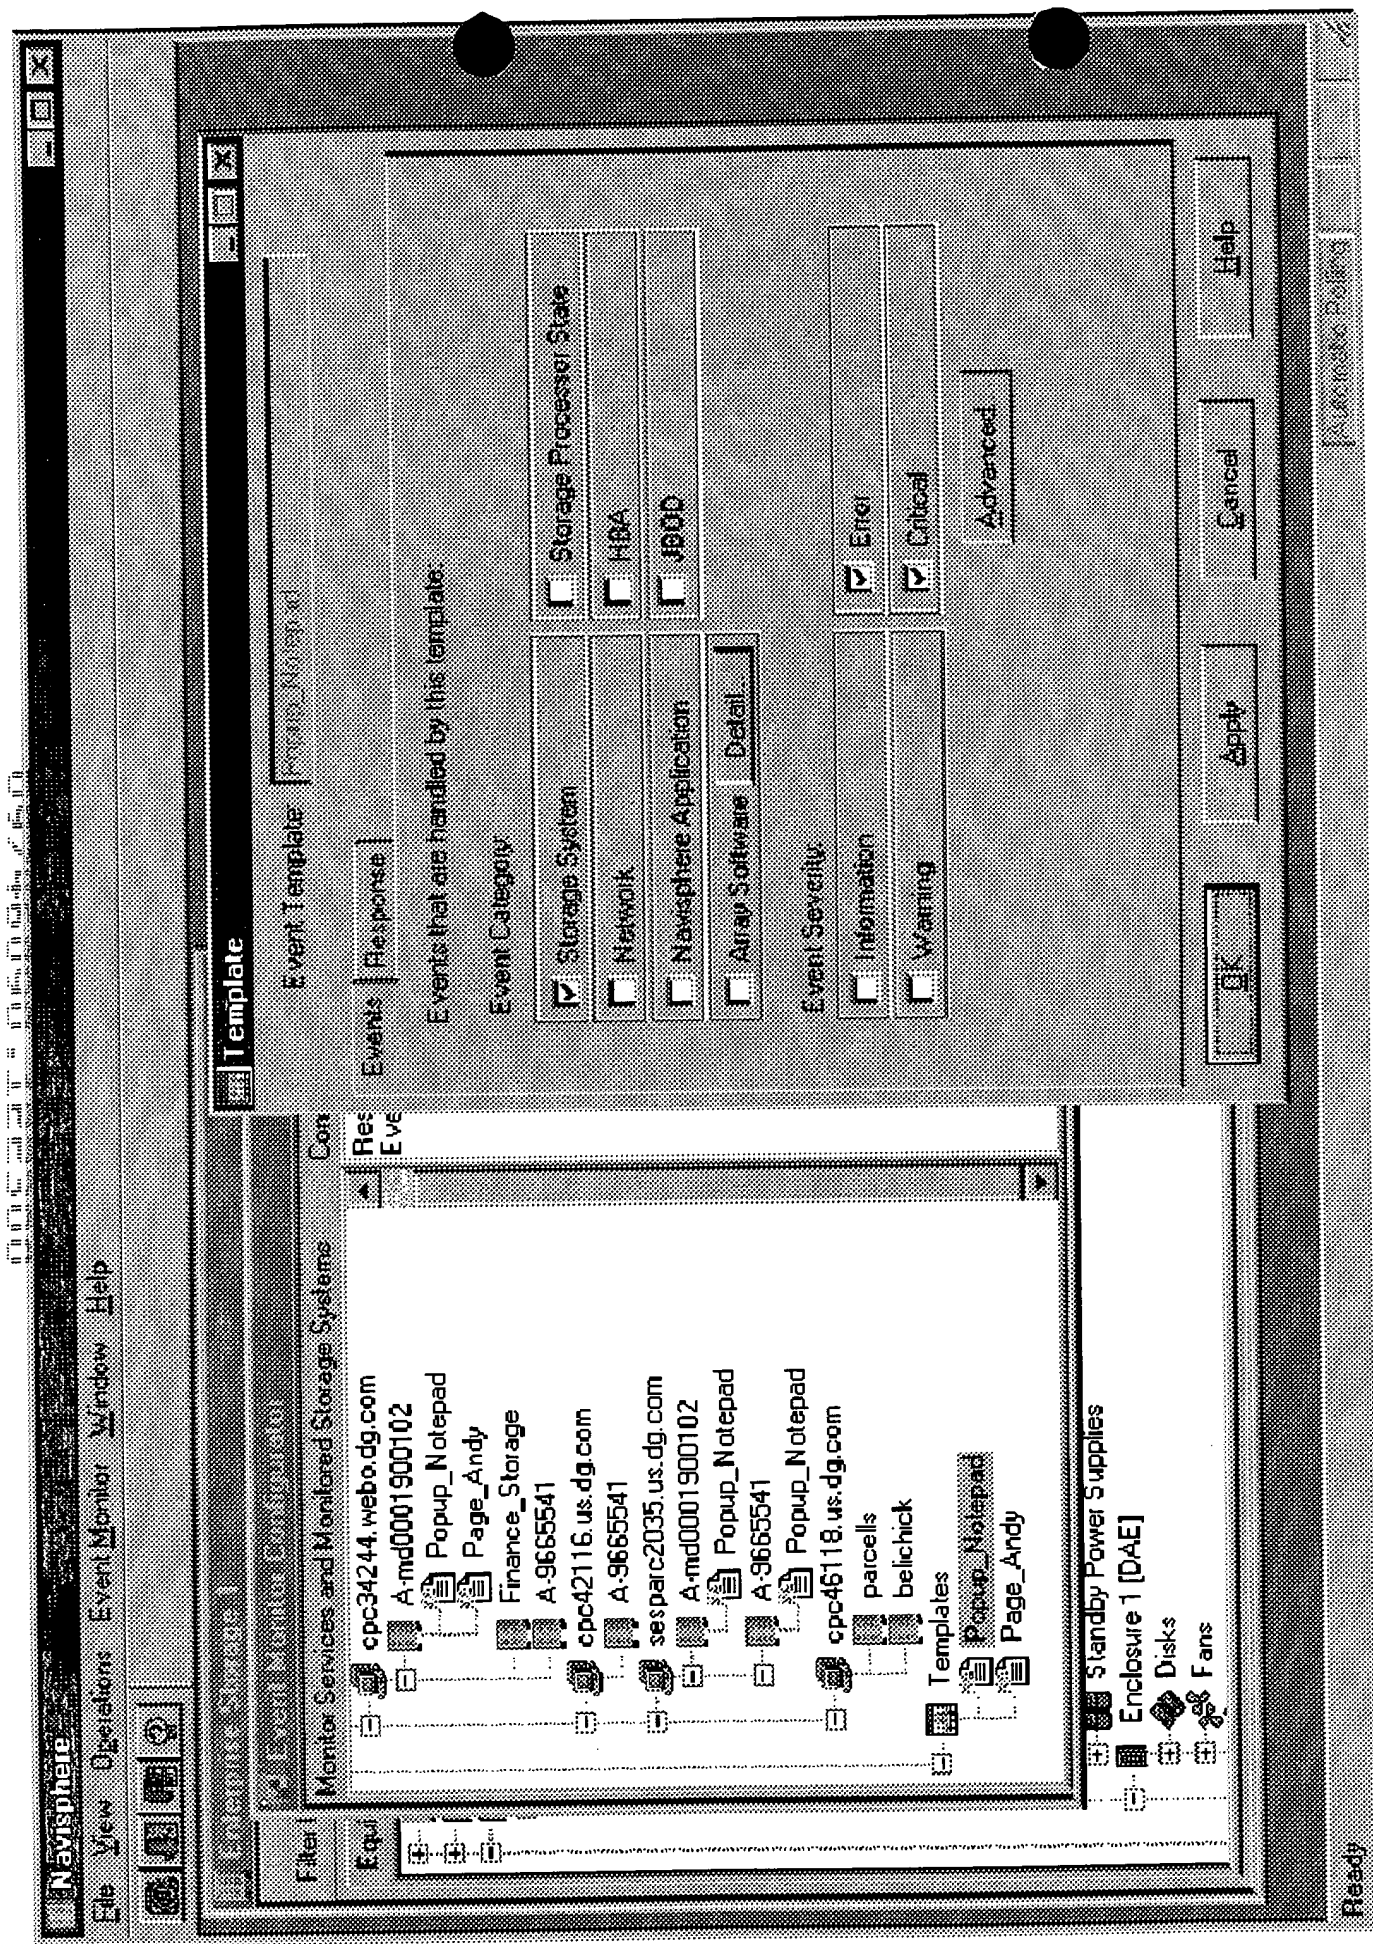 Navisphere
File View Operations Event Monitor Window Help
Filter
Equi
Monitor Services and Monitored Storage Systems
cpc34244.webo.dg.com
A-md0001900102
Popup_Notepad
Page_Andy
Finance_Storage
A-9665541
cpc42116.us.dg.com
A-9665541
sesparc2035.us.dg.com
A-md0001900102
Popup_Notepad
A-9665541
Popup_Notepad
cpc46118.us.dg.com
parcells
belichick
Templates
Popup_Notepad
Page_Andy
Standby Power Supplies
Enclosure 1 [DAE]
Disks
Fans
Con
Res
Eve
Template
Event Template: Popup_Notepad
Events Response
Events that are handled by this template:
Event Category:
Storage System Storage Processor State
Network HBA
Navisphere Application JBOD
Array Software Detail...
Event Severity:
Information Error
Warning Critical
Advanced...
OK Apply Cancel Help
Ready Automatic Polling